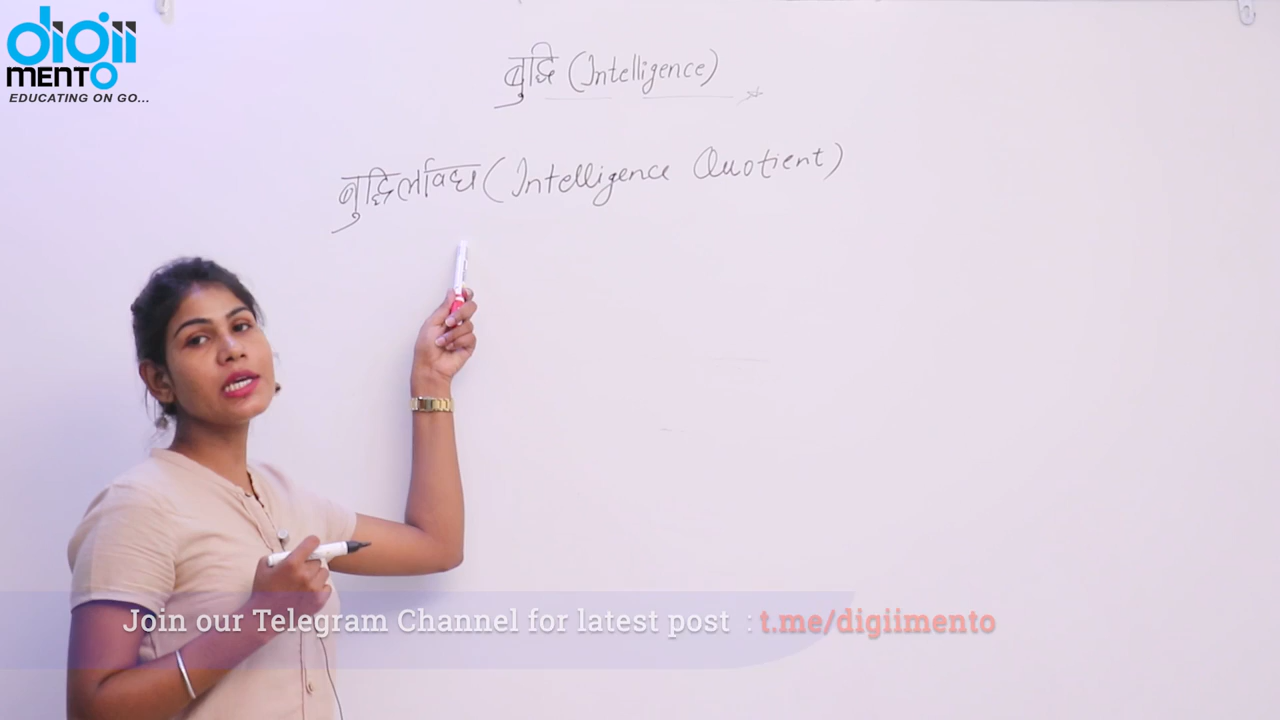 digii
MENTO
EDUCATING ON GO...
बुद्धि (Intelligence)
बुद्धिलब्धि (Intelligence Quotient)
Join our Telegram Channel for latest post : t.me/digiimento